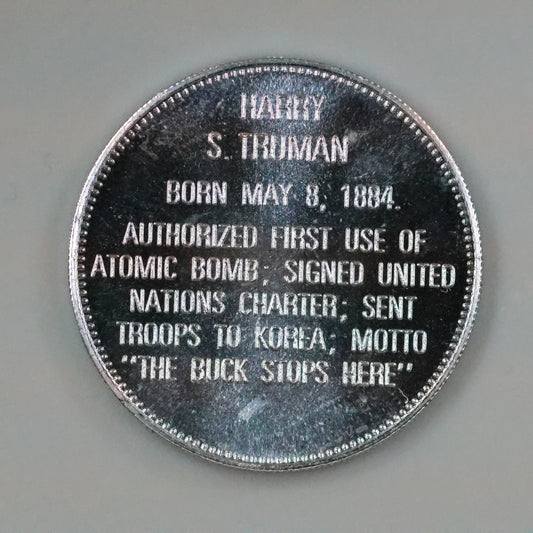 HARRY
S. TRUMAN
BORN MAY 8, 1884.
AUTHORIZED FIRST USE OF
ATOMIC BOMB; SIGNED UNITED
NATIONS CHARTER; SENT
TROOPS TO KOREA; MOTTO
"THE BUCK STOPS HERE"